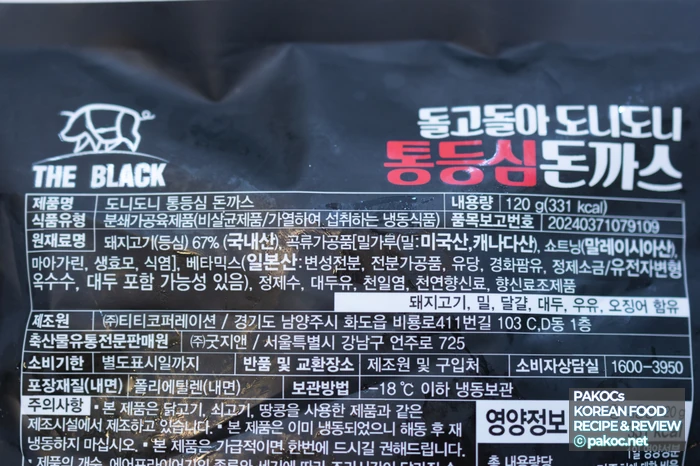 THE BLACK
돌고돌아 도니도니
통등심돈까스
제품명 도니도니 통등심 돈까스 내용량 120 g(331 kcal)
식품유형 분쇄가공육제품(비살균제품/가열하여 섭취하는 냉동식품) 품목보고번호 20240371079109
원재료명 돼지고기(등심) 67% (국내산), 곡류가공품[밀가루(밀:미국산,캐나다산), 쇼트닝(말레이시아산),
마아가린, 생효모, 식염], 베타믹스(일본산:변성전분, 전분가공품, 유당, 경화팜유, 정제소금/유전자변형
옥수수, 대두 포함 가능성 있음), 정제수, 대두유, 천일염, 천연향신료, 향신료조제품
돼지고기, 밀, 달걀, 대두, 우유, 오징어 함유
제조원 ㈜티티코퍼레이션 / 경기도 남양주시 화도읍 비룡로411번길 103 C,D동 1층
축산물유통전문판매원 ㈜굿지앤 / 서울특별시 강남구 언주로 725
소비기한 별도표시일까지 반품 및 교환장소 제조원 및 구입처 소비자상담실 1600-3950
포장재질(내면) 폴리에틸렌(내면) 보관방법 -18℃ 이하 냉동보관
주의사항 • 본 제품은 닭고기, 쇠고기, 땅콩을 사용한 제품과 같은
제조시설에서 제조하고 있습니다. • 본 제품은 이미 냉동되었으니 해동 후 재
냉동하지 마십시오. • 본 제품은 가급적이면 한번에 드시길 권해드립니다.
영양정보
총 내용량당
PAKOCs
KOREAN FOOD
RECIPE & REVIEW
© pakoc.net